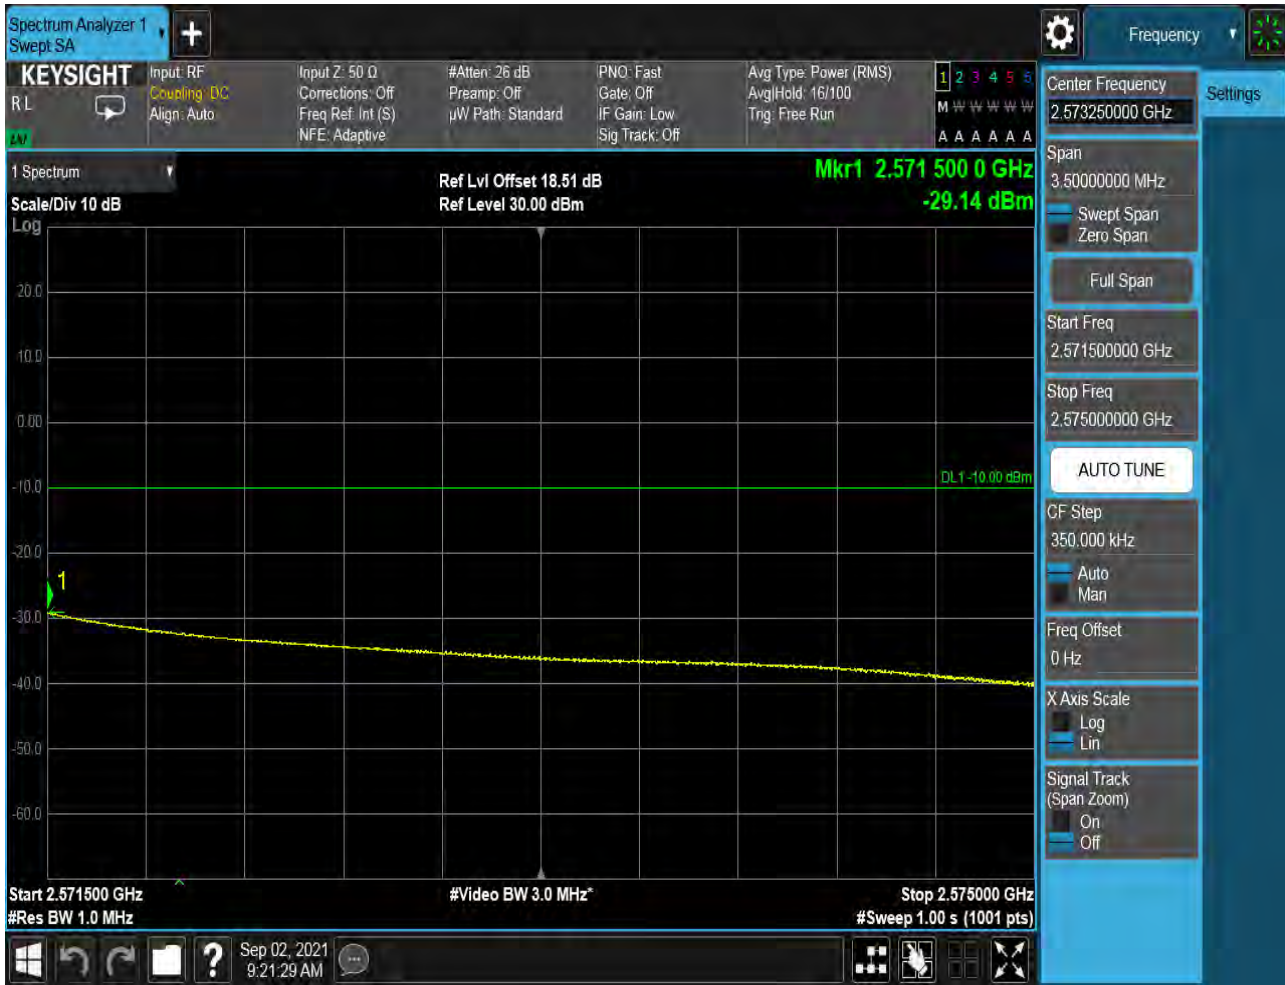 Spectrum Analyzer 1
Swept SA
+
Frequency
KEYSIGHT
R L
Input: RF
Coupling: DC
Align: Auto
Input Z: 50 Ω
Corrections: Off
Freq Ref: Int (S)
NFE: Adaptive
#Atten: 26 dB
Preamp: Off
µW Path: Standard
PNO: Fast
Gate: Off
IF Gain: Low
Sig Track: Off
Avg Type: Power (RMS)
Avg|Hold: 16/100
Trig: Free Run
1 2 3 4 5 6
M W W W W W
A A A A A A
1 Spectrum
Scale/Div 10 dB
Log
Ref Lvl Offset 18.51 dB
Ref Level 30.00 dBm
Mkr1 2.571 500 0 GHz
-29.14 dBm
20.0
10.0
0.00
-10.0
-20.0
-30.0
-40.0
-50.0
-60.0
DL1 -10.00 dBm
1
Start 2.571500 GHz
#Res BW 1.0 MHz
#Video BW 3.0 MHz*
Stop 2.575000 GHz
#Sweep 1.00 s (1001 pts)
?
Sep 02, 2021
9:21:29 AM
Center Frequency
2.573250000 GHz
Settings
Span
3.50000000 MHz
Swept Span
Zero Span
Full Span
Start Freq
2.571500000 GHz
Stop Freq
2.575000000 GHz
AUTO TUNE
CF Step
350.000 kHz
Auto
Man
Freq Offset
0 Hz
X Axis Scale
Log
Lin
Signal Track
(Span Zoom)
On
Off